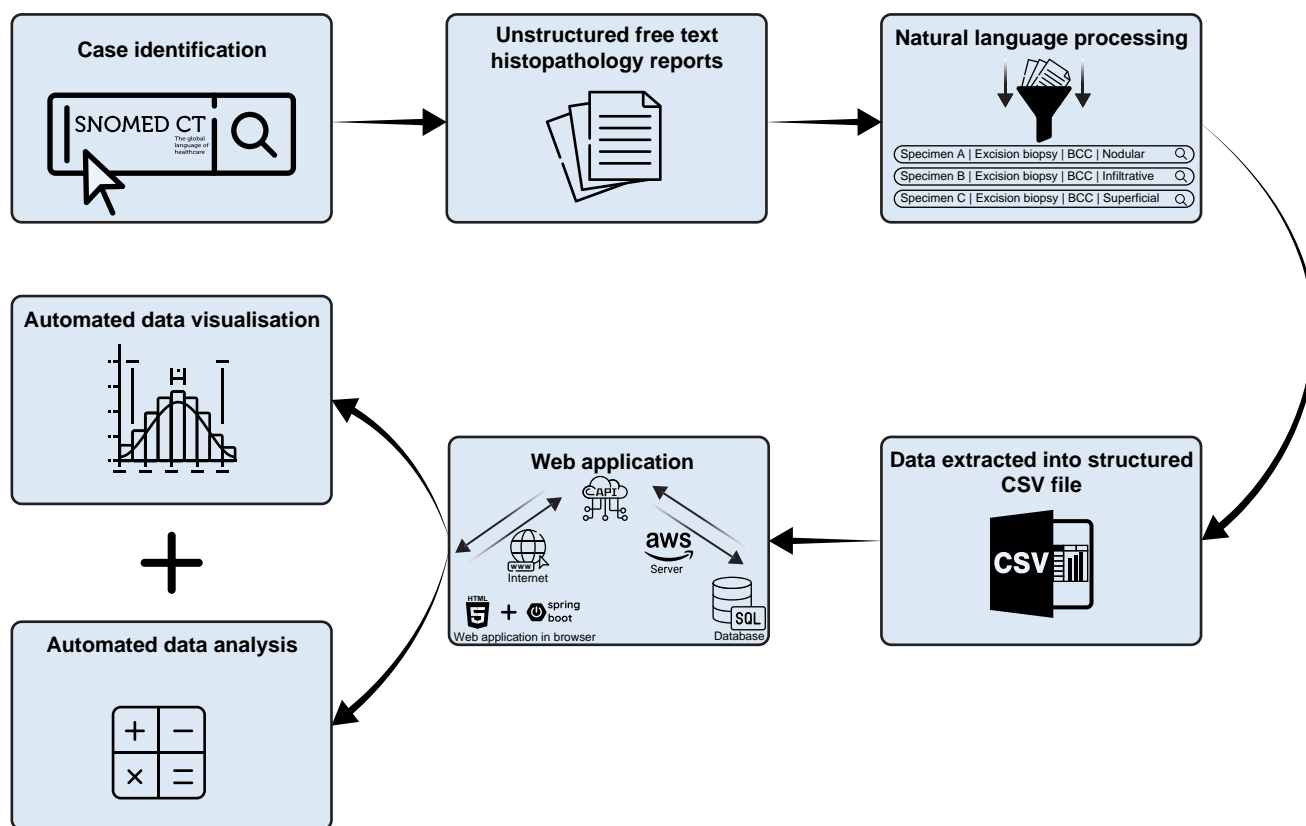 Case identification
SNOMED CT
The global
language of
healthcare
Unstructured free text
histopathology reports
Natural language processing
Specimen A | Excision biopsy | BCC | Nodular
Specimen B | Excision biopsy | BCC | Infiltrative
Specimen C | Excision biopsy | BCC | Superficial
Automated data visualisation
Automated data analysis
+ −
× =
Web application
API
WWW
Internet
aws
Server
HTML
5
+
spring
boot
Web application in browser
SQL
Database
Data extracted into structured
CSV file
CSV